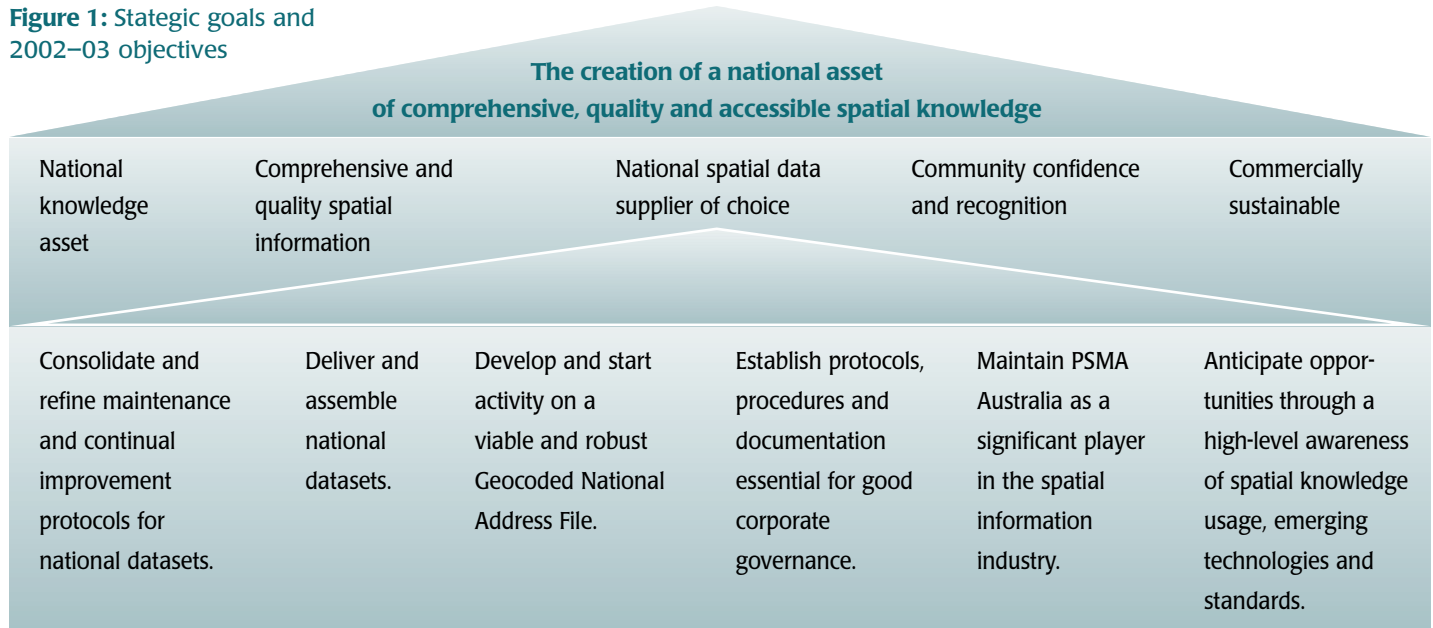 Figure 1: Stategic goals and
2002–03 objectives
The creation of a national asset
of comprehensive, quality and accessible spatial knowledge
National
knowledge
asset
Comprehensive and
quality spatial
information
National spatial data
supplier of choice
Community confidence
and recognition
Commercially
sustainable
Consolidate and
refine maintenance
and continual
improvement
protocols for
national datasets.
Deliver and
assemble
national
datasets.
Develop and start
activity on a
viable and robust
Geocoded National
Address File.
Establish protocols,
procedures and
documentation
essential for good
corporate
governance.
Maintain PSMA
Australia as a
significant player
in the spatial
information
industry.
Anticipate oppor-
tunities through a
high-level awareness
of spatial knowledge
usage, emerging
technologies and
standards.